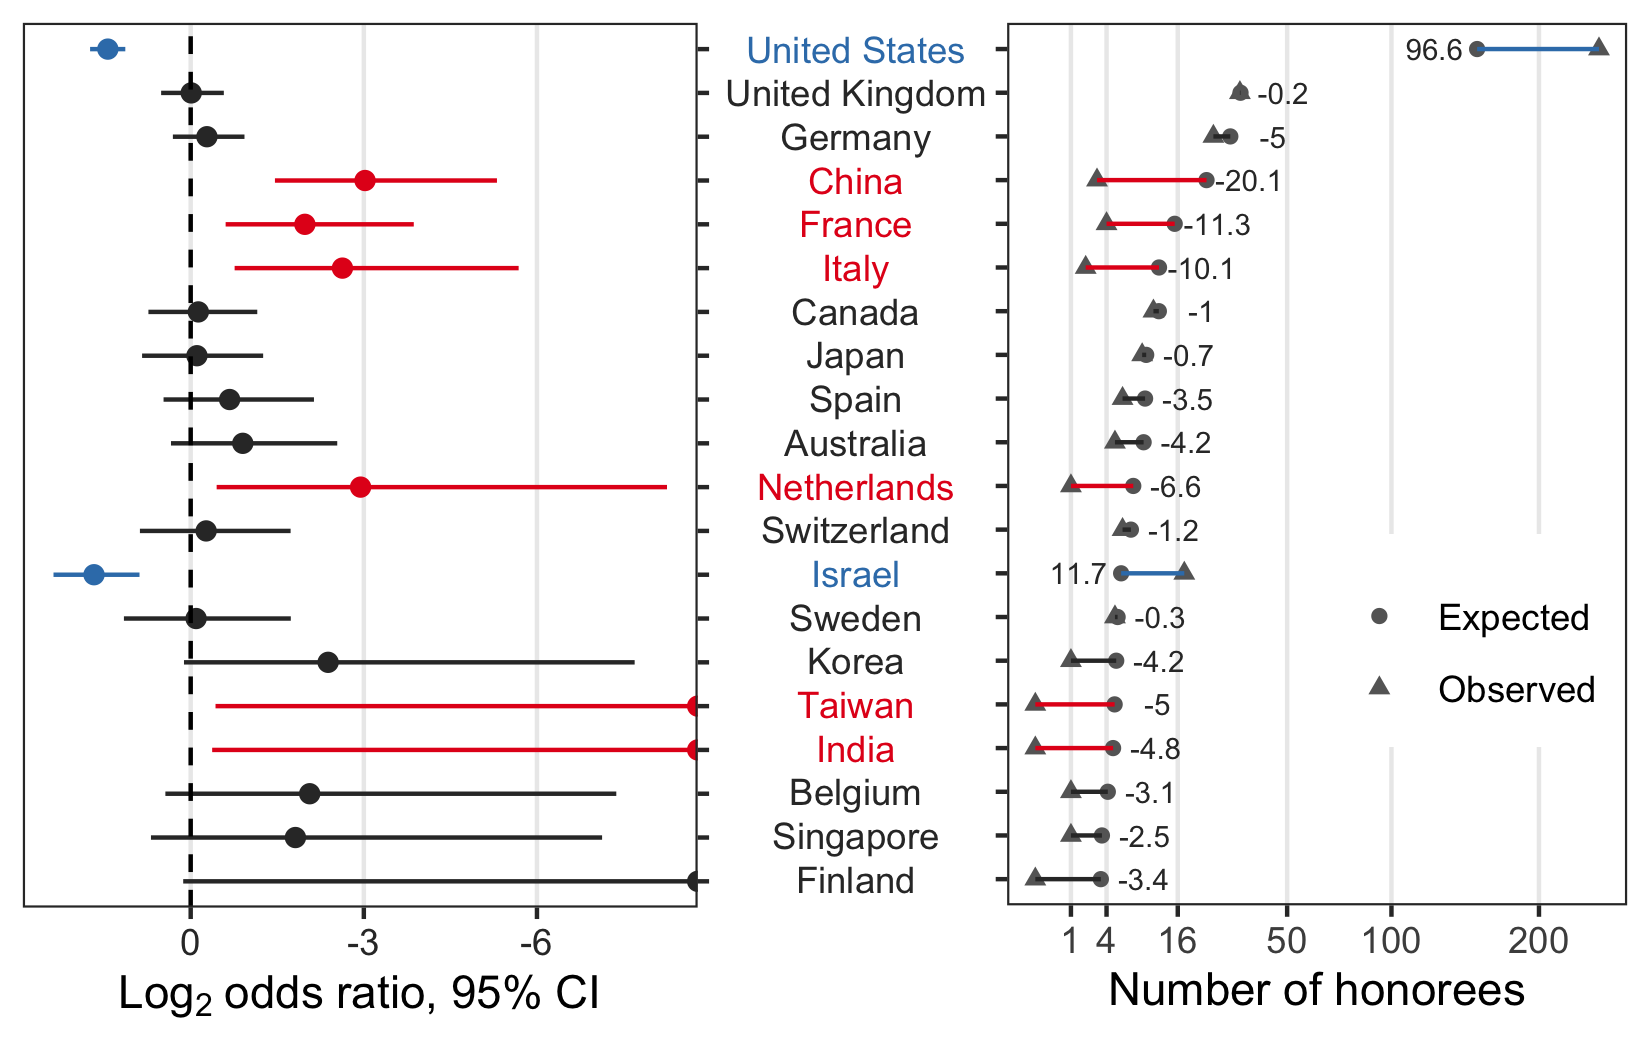 United States 96.6
United Kingdom -0.2
Germany -5
China -20.1
France -11.3
Italy -10.1
Canada -1
Japan -0.7
Spain -3.5
Australia -4.2
Netherlands -6.6
Switzerland -1.2
Israel 11.7
Sweden -0.3
Expected
Korea -4.2
Observed
Taiwan -5
India -4.8
Belgium -3.1
Singapore -2.5
Finland -3.4
0 -3 -6
Log₂ odds ratio, 95% CI
1 4 16 50 100 200
Number of honorees